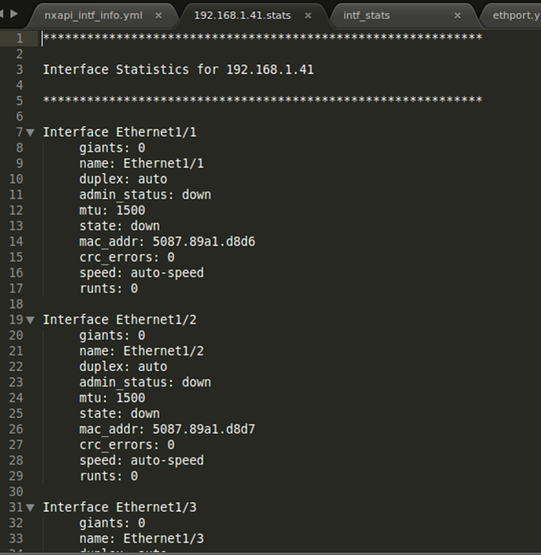 nxapi_intf_info.yml × 192.168.1.41.stats × intf_stats × ethport.y
1 ************************************************************
2
3 Interface Statistics for 192.168.1.41
4
5 ************************************************************
6
7 Interface Ethernet1/1
8 giants: 0
9 name: Ethernet1/1
10 duplex: auto
11 admin_status: down
12 mtu: 1500
13 state: down
14 mac_addr: 5087.89a1.d8d6
15 crc_errors: 0
16 speed: auto-speed
17 runts: 0
18
19 Interface Ethernet1/2
20 giants: 0
21 name: Ethernet1/2
22 duplex: auto
23 admin_status: down
24 mtu: 1500
25 state: down
26 mac_addr: 5087.89a1.d8d7
27 crc_errors: 0
28 speed: auto-speed
29 runts: 0
30
31 Interface Ethernet1/3
32 giants: 0
33 name: Ethernet1/3